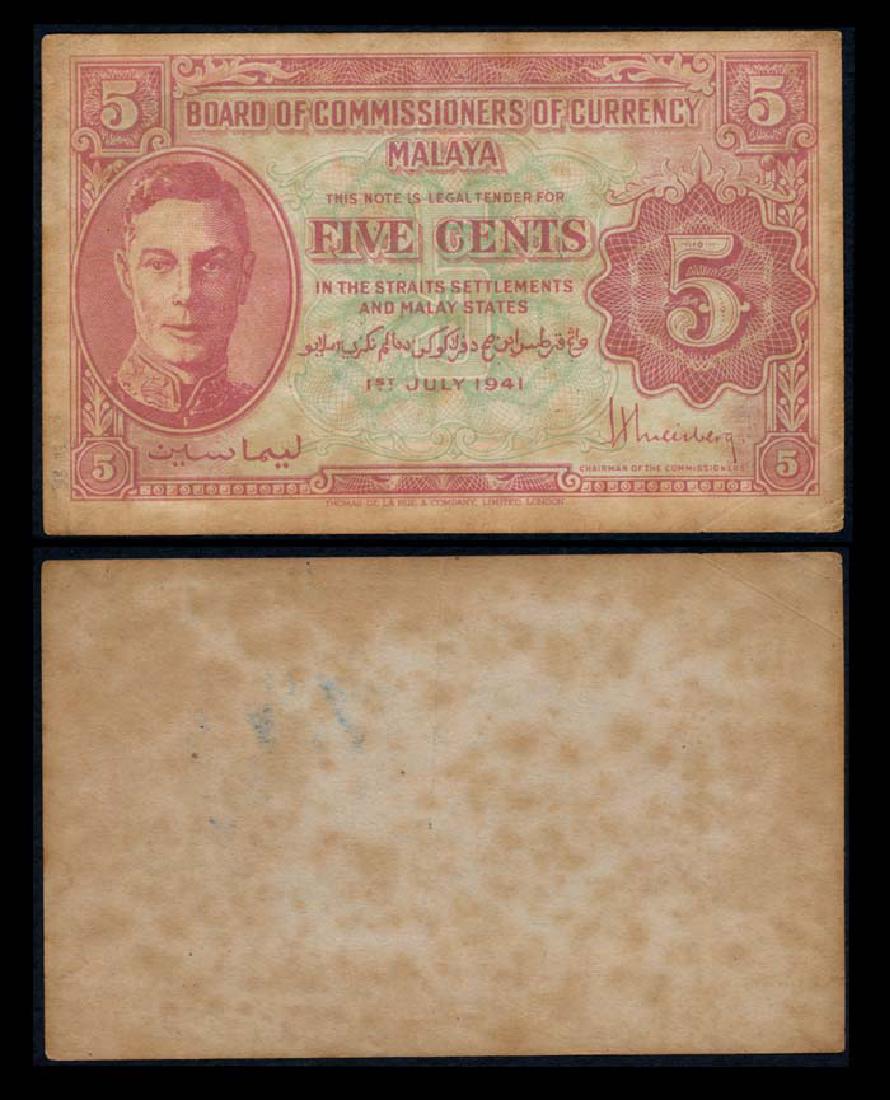 5 5
BOARD OF COMMISSIONERS OF CURRENCY
MALAYA
THIS NOTE IS LEGAL TENDER FOR
FIVE CENTS
5
IN THE STRAITS SETTLEMENTS
AND MALAY STATES
1ST JULY 1941
ليما سين
5 5
CHAIRMAN OF THE COMMISSIONERS
THOMAS DE LA RUE & COMPANY, LIMITED, LONDON